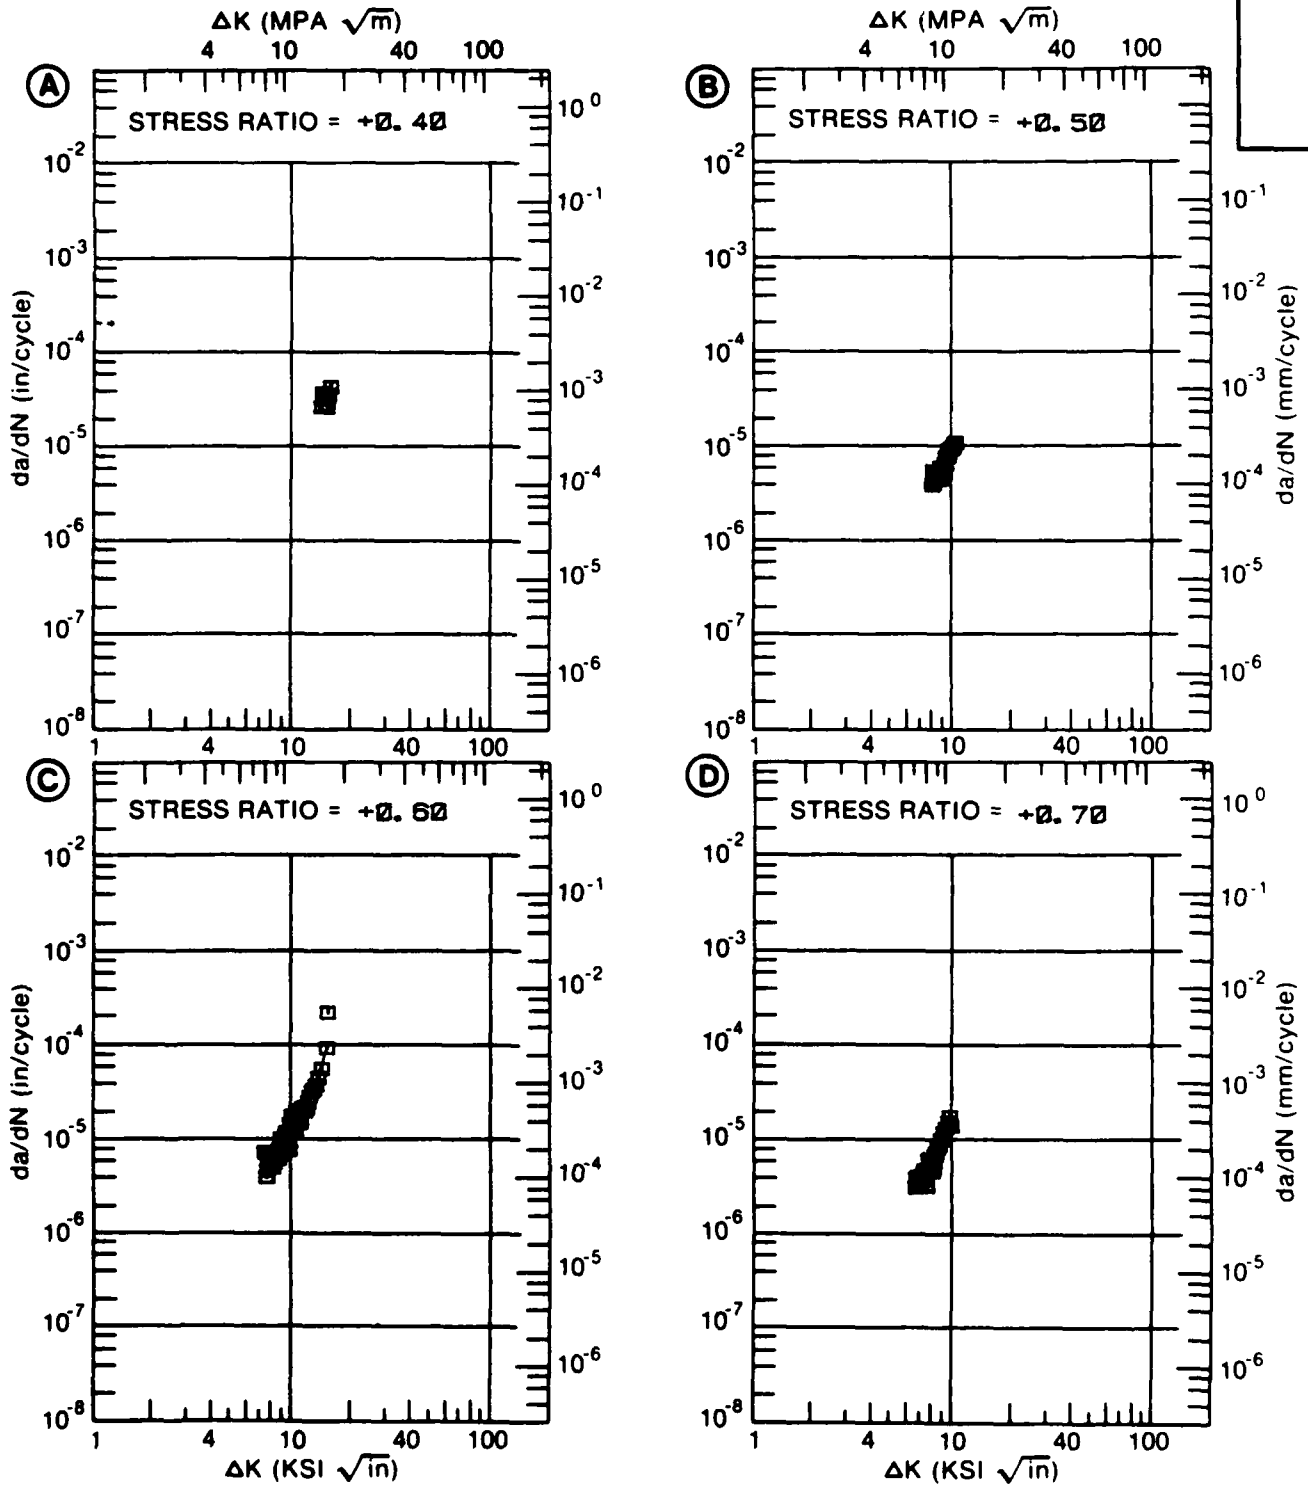 ΔK (MPA √m)
4 10 40 100
A
STRESS RATIO = +0.40
10^-2
10^-3
10^-4
10^-5
10^-6
10^-7
10^-8
da/dN (in/cycle)
10^0
10^-1
10^-2
10^-3
10^-4
10^-5
10^-6
1 4 10 40 100
ΔK (MPA √m)
4 10 40 100
B
STRESS RATIO = +0.50
10^-2
10^-3
10^-4
10^-5
10^-6
10^-7
10^-8
10^-1
10^-2
10^-3
10^-4
10^-5
10^-6
da/dN (mm/cycle)
1 4 10 40 100
C
STRESS RATIO = +0.60
10^-2
10^-3
10^-4
10^-5
10^-6
10^-7
10^-8
da/dN (in/cycle)
10^0
10^-1
10^-2
10^-3
10^-4
10^-5
10^-6
1 4 10 40 100
ΔK (KSI √in)
D
STRESS RATIO = +0.70
10^-2
10^-3
10^-4
10^-5
10^-6
10^-7
10^-8
10^0
10^-1
10^-2
10^-3
10^-4
10^-5
10^-6
da/dN (mm/cycle)
1 4 10 40 100
ΔK (KSI √in)